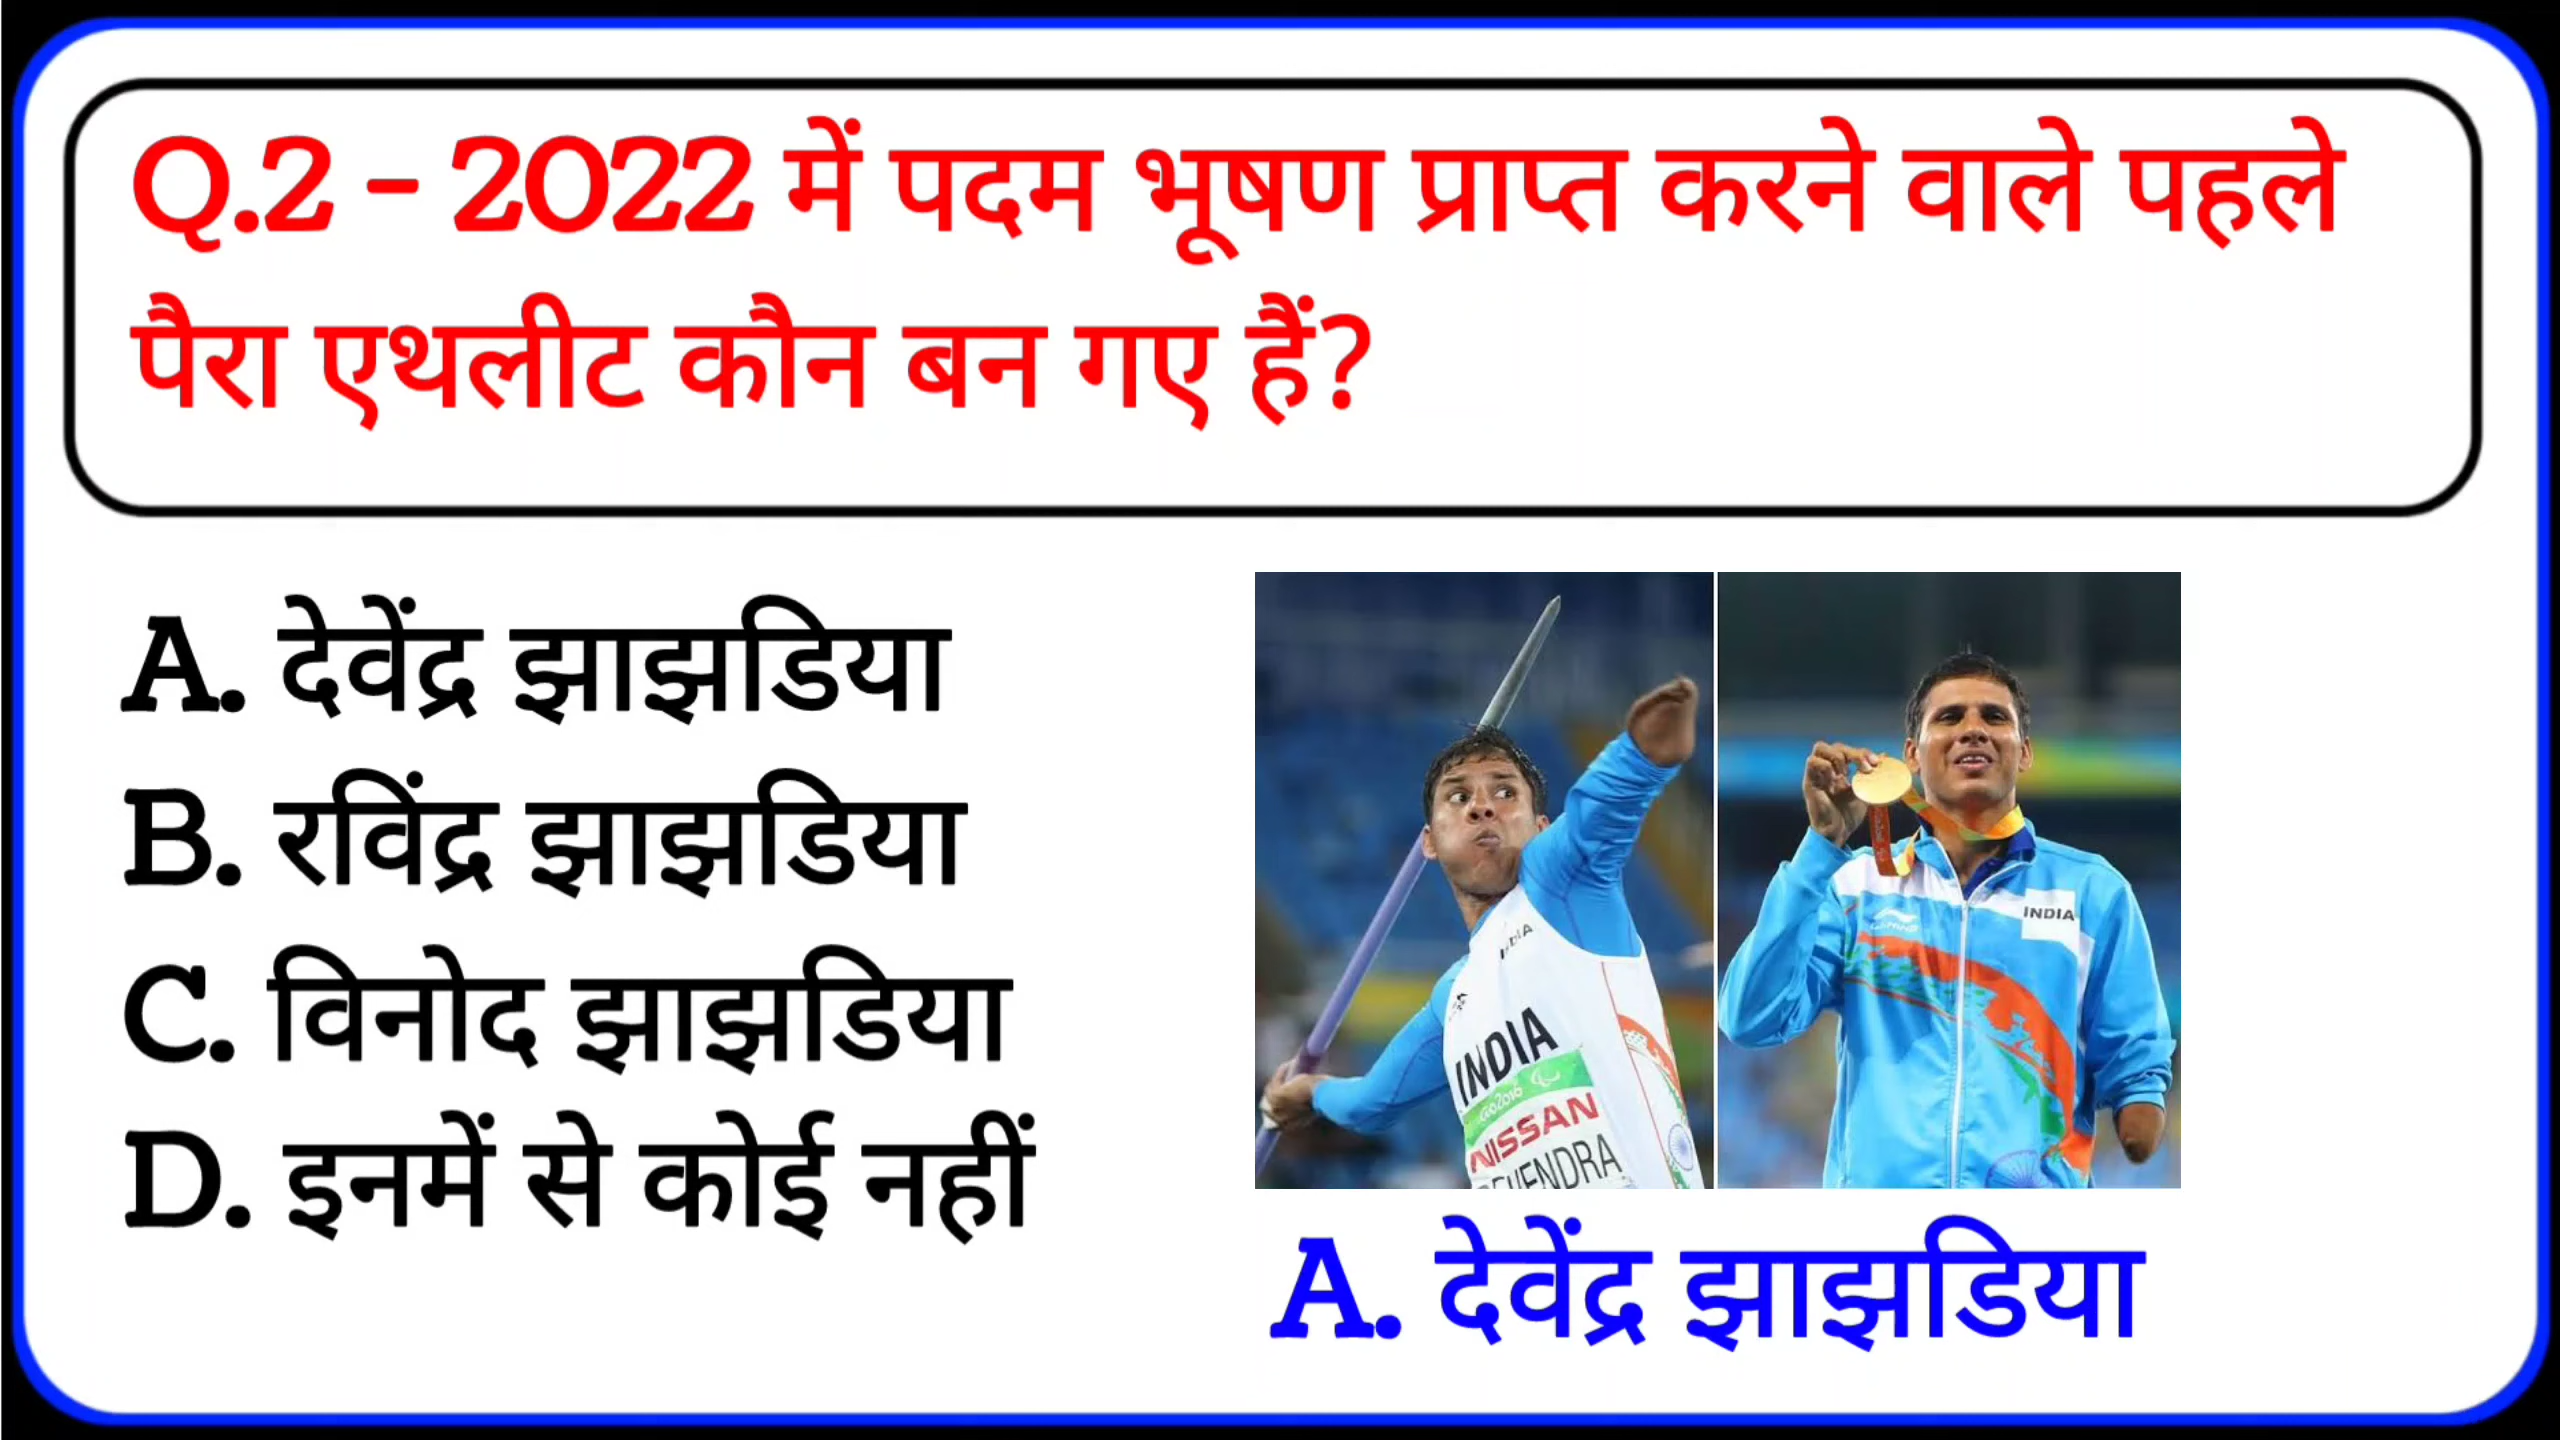 Q.2 - 2022 में पदम भूषण प्राप्त करने वाले पहले
पैरा एथलीट कौन बन गए हैं?
A. देवेंद्र झाझडिया
B. रविंद्र झाझडिया
C. विनोद झाझडिया
D. इनमें से कोई नहीं
INDIA
INDIA
NISSAN
INDIA
A. देवेंद्र झाझडिया